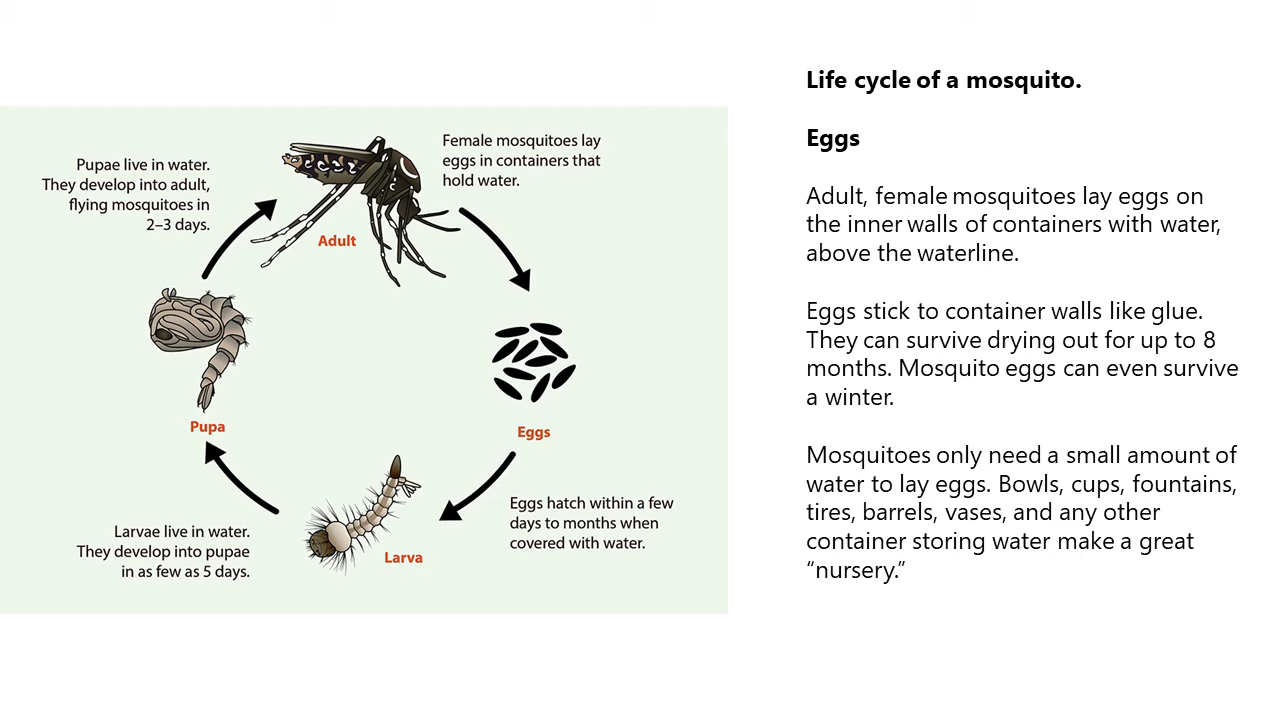 Pupae live in water.
They develop into adult,
flying mosquitoes in
2–3 days.
Adult
Female mosquitoes lay
eggs in containers that
hold water.
Pupa
Eggs
Larvae live in water.
They develop into pupae
in as few as 5 days.
Larva
Eggs hatch within a few
days to months when
covered with water.
Life cycle of a mosquito.
Eggs
Adult, female mosquitoes lay eggs on
the inner walls of containers with water,
above the waterline.
Eggs stick to container walls like glue.
They can survive drying out for up to 8
months. Mosquito eggs can even survive
a winter.
Mosquitoes only need a small amount of
water to lay eggs. Bowls, cups, fountains,
tires, barrels, vases, and any other
container storing water make a great
“nursery.”